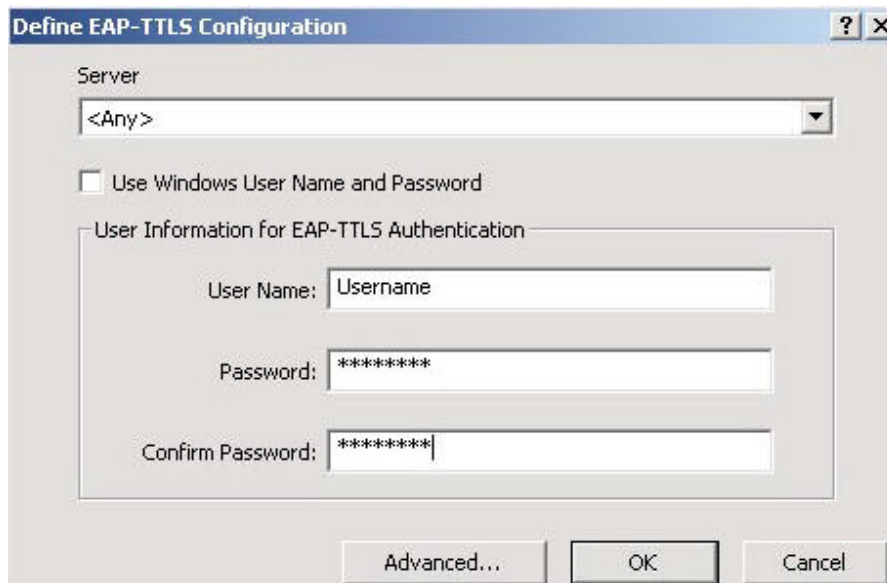 Define EAP-TTLS Configuration ? X
Server
<Any>
Use Windows User Name and Password
User Information for EAP-TTLS Authentication
User Name: Username
Password: ********
Confirm Password: ********
Advanced... OK Cancel